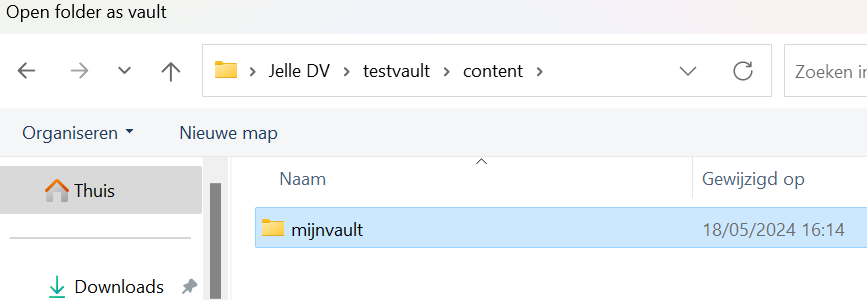 Open folder as vault
Jelle DV testvault content
Zoeken in
Organiseren Nieuwe map
Naam Gewijzigd op
Thuis
mijnvault 18/05/2024 16:14
Downloads